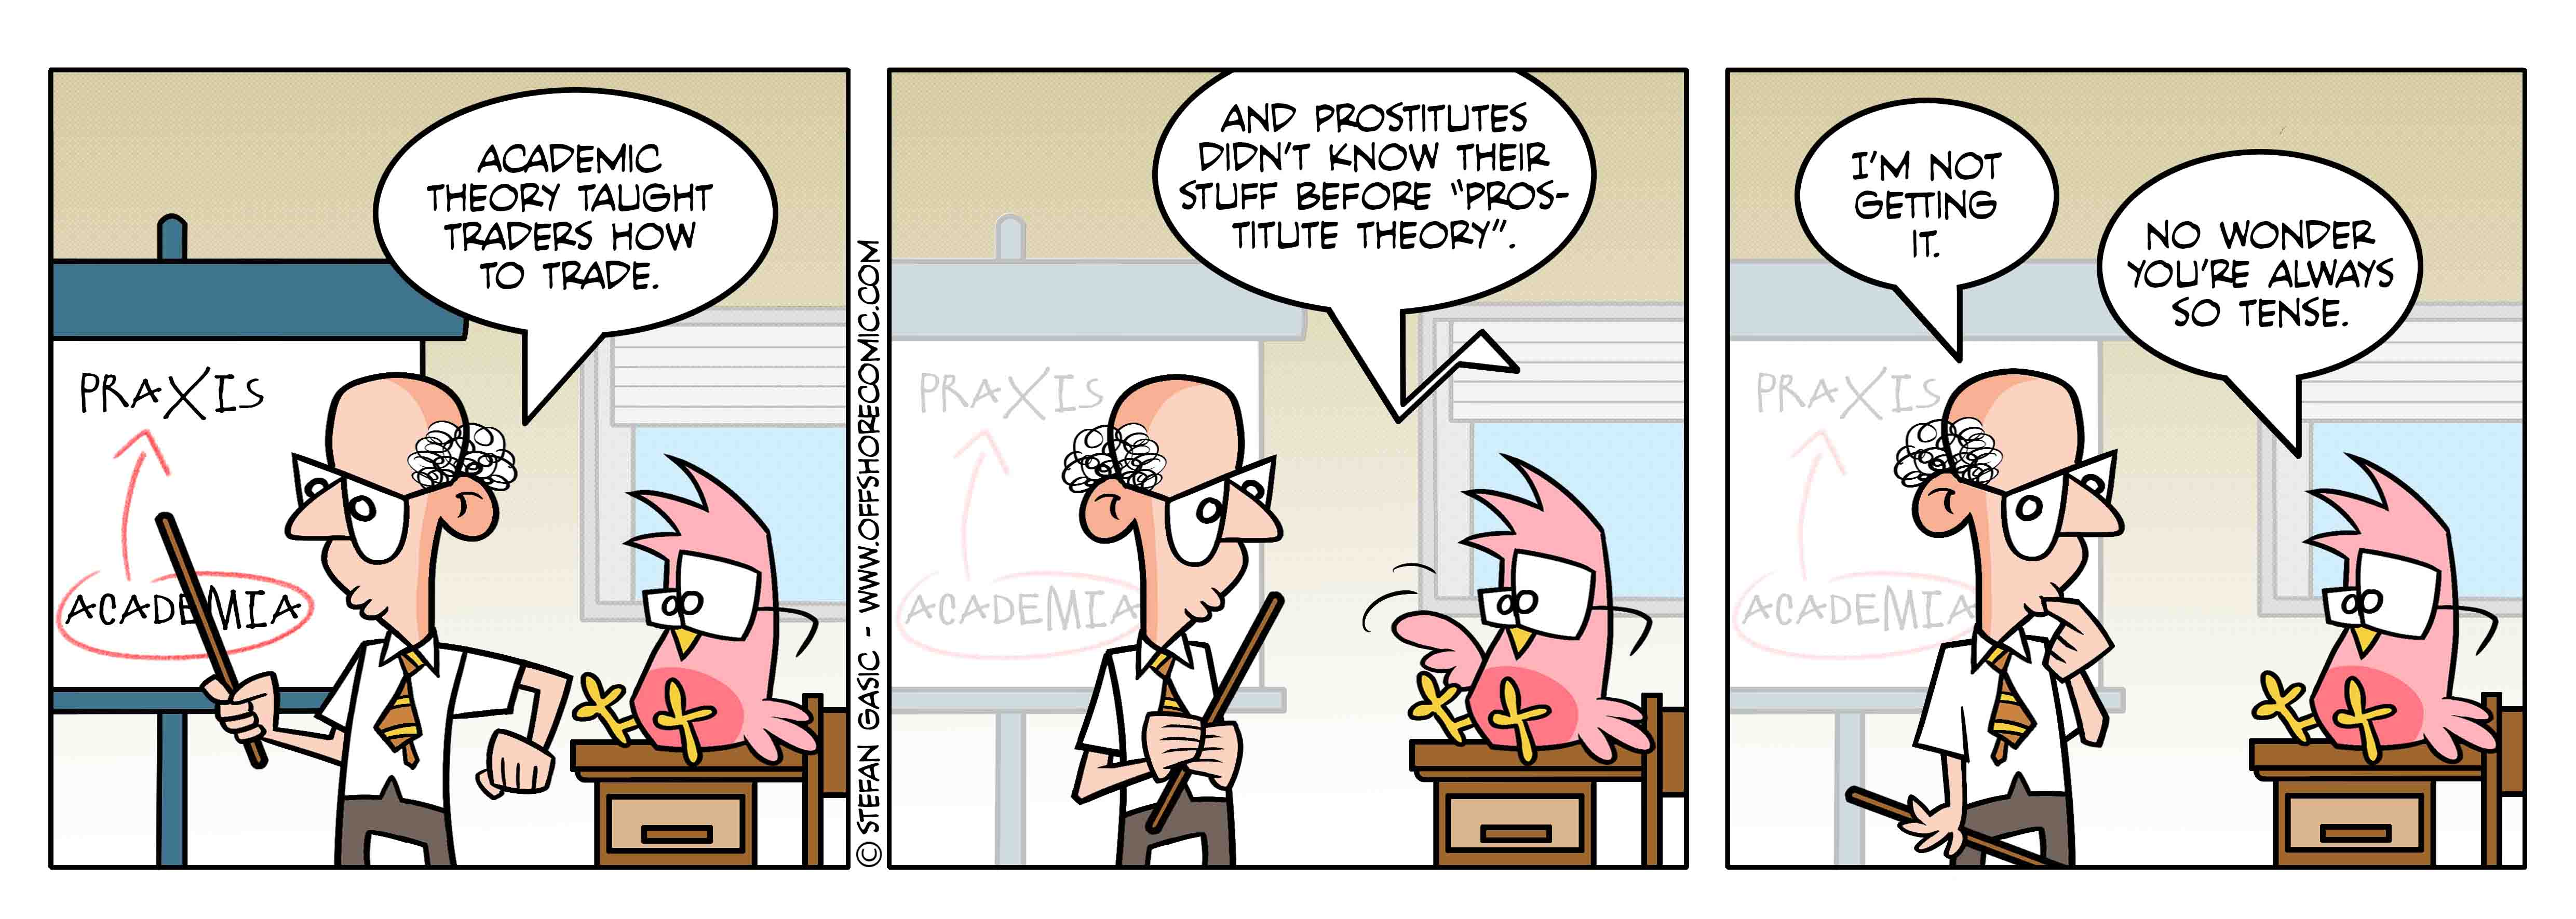 ACADEMIC
THEORY TAUGHT
TRADERS HOW
TO TRADE.
PRAXIS
ACADEMIA
© STEFAN GASIC - WWW.OFFSHORECOMIC.COM
AND PROSTITUTES
DIDN'T KNOW THEIR
STUFF BEFORE "PROS-
TITUTE THEORY".
PRAXIS
ACADEMIA
I'M NOT
GETTING
IT.
NO WONDER
YOU'RE ALWAYS
SO TENSE.
PRAXIS
ACADEMIA